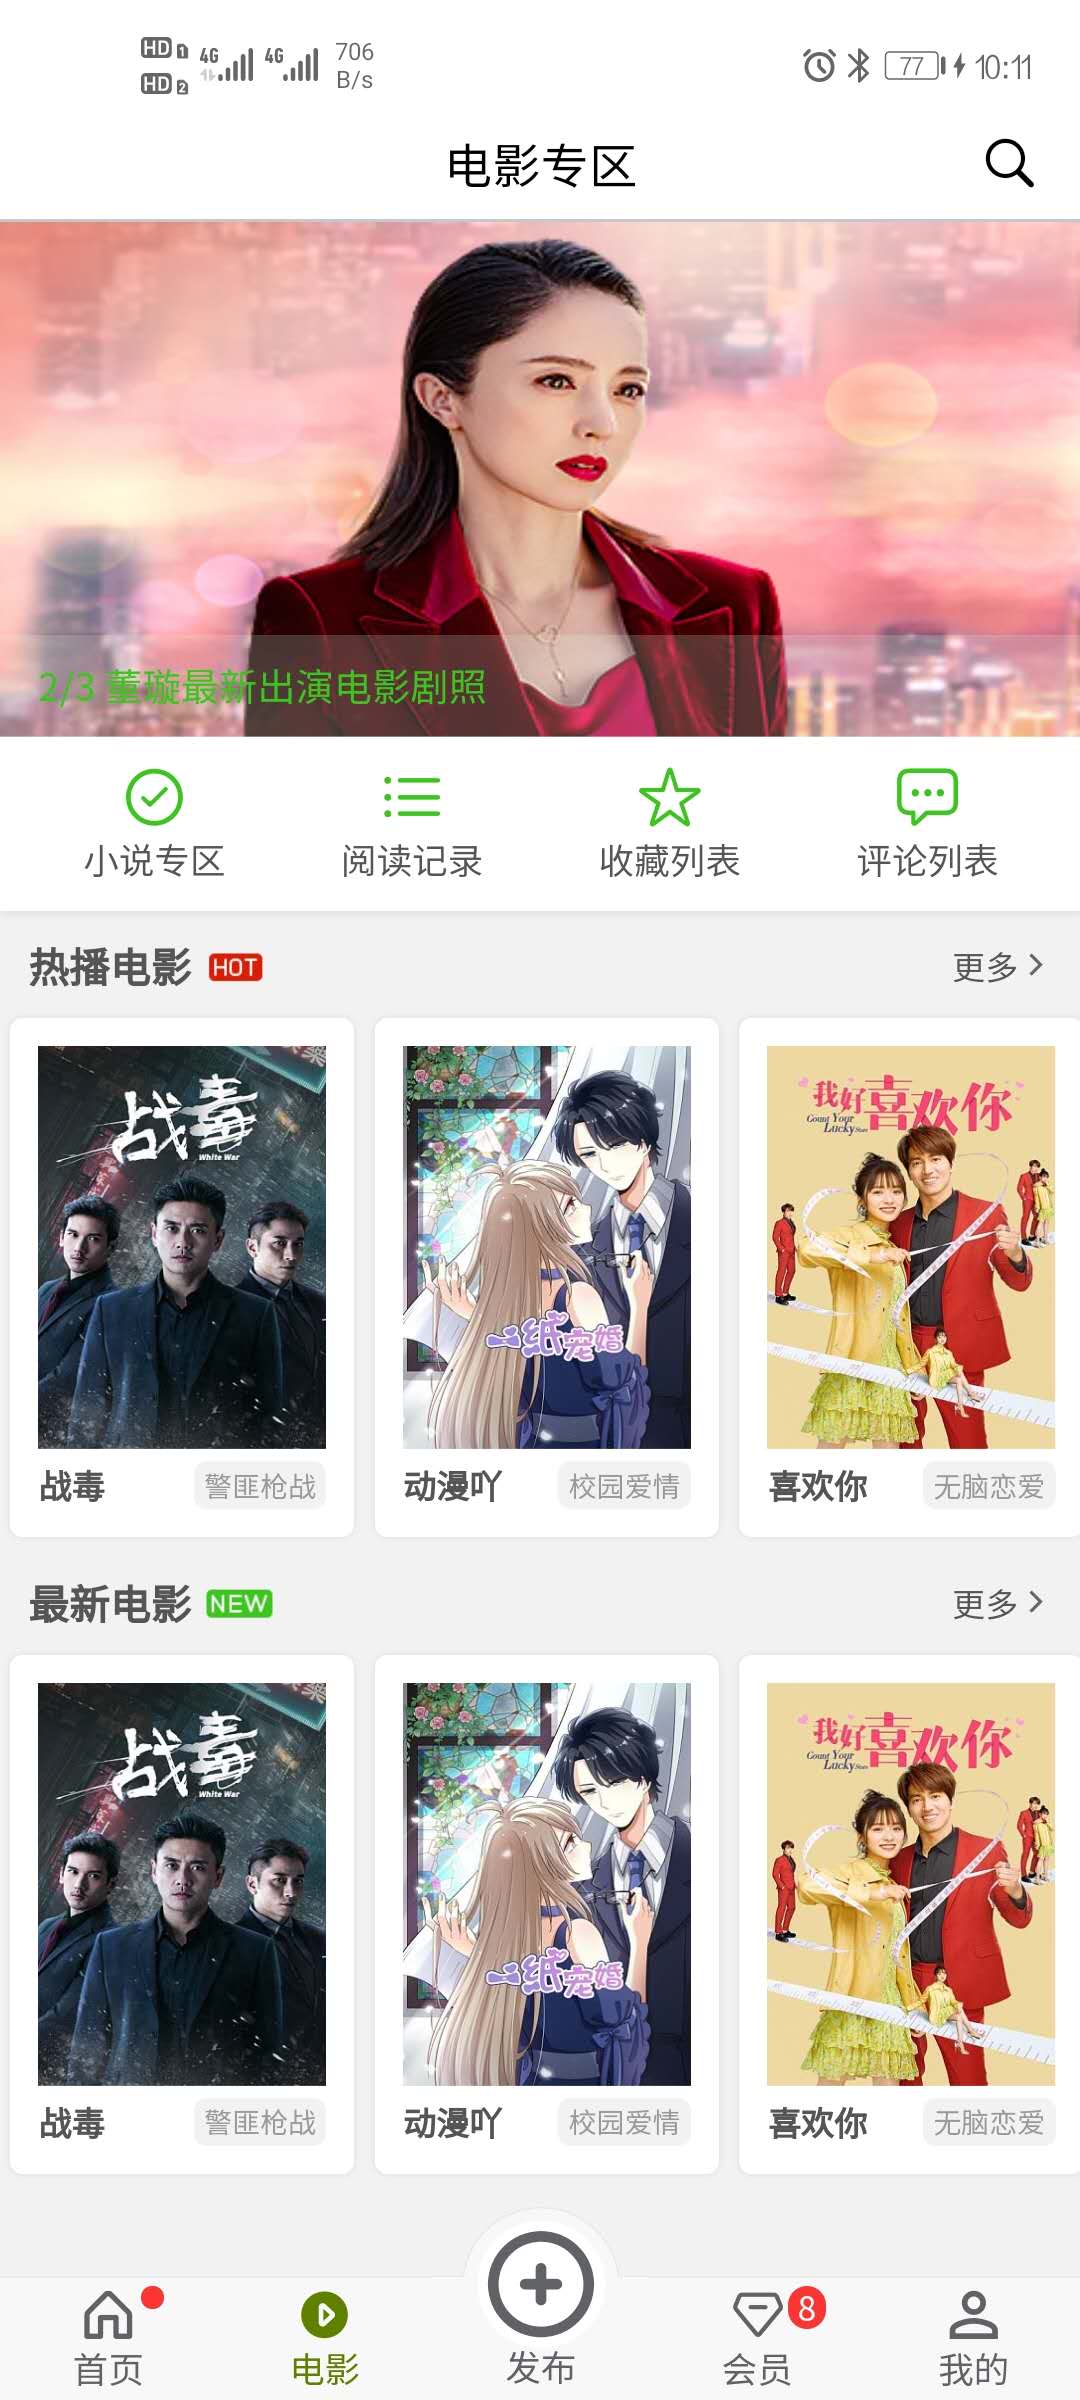 HD 1 4G 4G 706
HD 2 B/s
77 10:11
电影专区
2/3 董璇最新出演电影剧照
小说专区 阅读记录 收藏列表 评论列表
热播电影 HOT 更多
战毒
White War
一纸宠婚
我好喜欢你
Count Your
Lucky Stars
战毒 警匪枪战 动漫吖 校园爱情 喜欢你 无脑恋爱
最新电影 NEW 更多
战毒
White War
一纸宠婚
我好喜欢你
Count Your
Lucky Stars
战毒 警匪枪战 动漫吖 校园爱情 喜欢你 无脑恋爱
8
首页 电影 发布 会员 我的